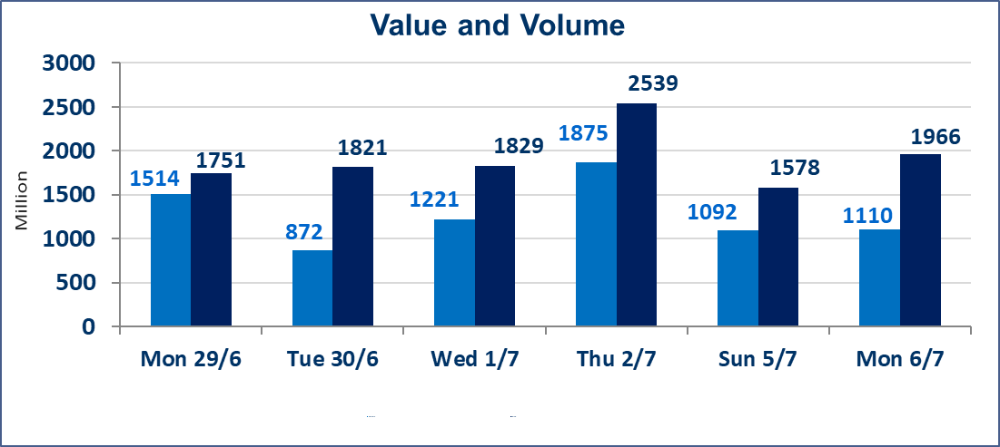 Value and Volume
3000
2500
2000
1500
1000
500
0
Million
1514
1751
872
1821
1221
1829
1875
2539
1092
1578
1110
1966
Mon 29/6
Tue 30/6
Wed 1/7
Thu 2/7
Sun 5/7
Mon 6/7